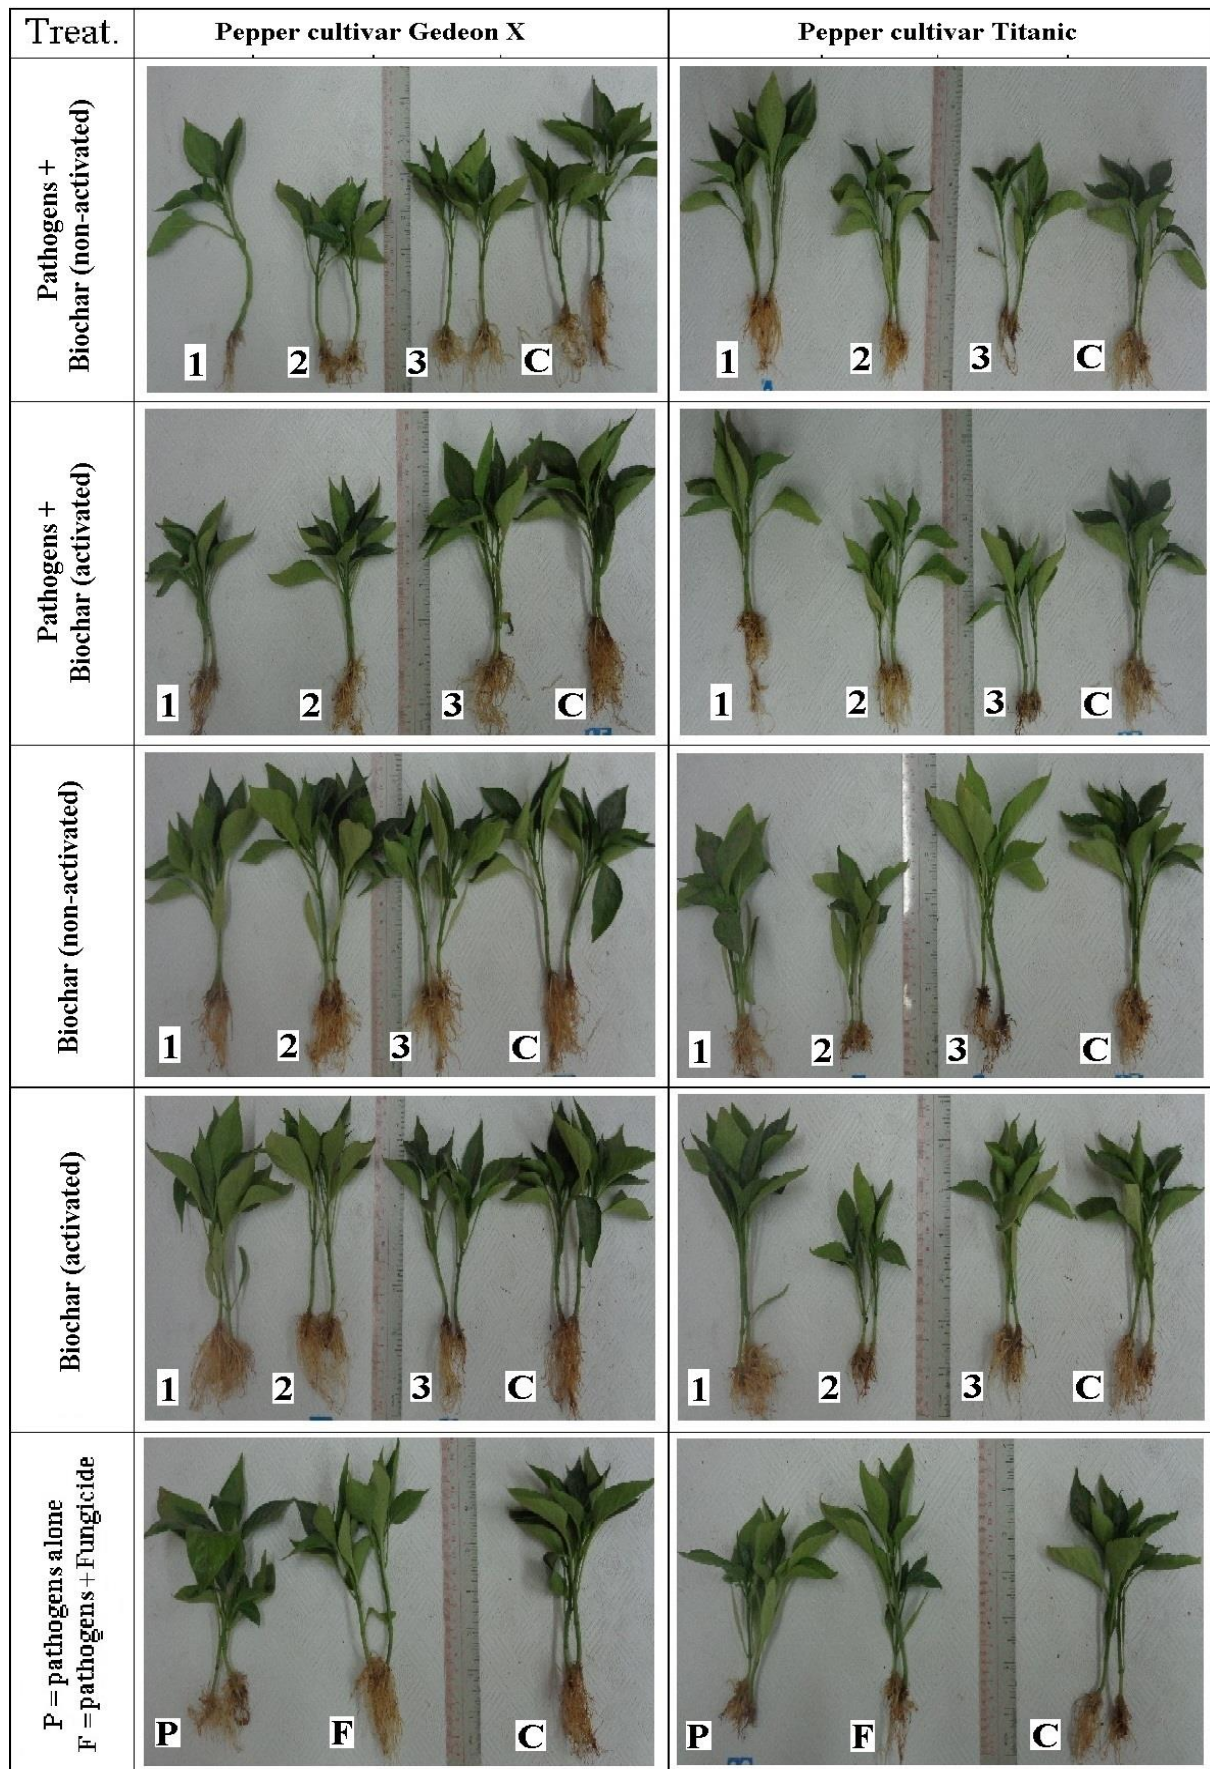 Treat.
Pepper cultivar Gedeon X
Pepper cultivar Titanic
Pathogens +
Biochar (non-activated)
1 2 3 C
1 2 3 C
Pathogens +
Biochar (activated)
1 2 3 C
1 2 3 C
Biochar (non-activated)
1 2 3 C
1 2 3 C
Biochar (activated)
1 2 3 C
1 2 3 C
P = pathogens alone
F = pathogens + Fungicide
P F C
P F C